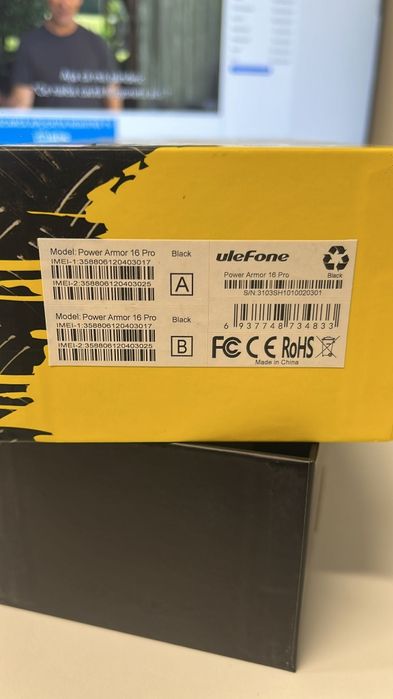 Model: Power Armor 16 Pro Black
IMEI-1:358806120403017
IMEI-2:358806120403025
A
Model: Power Armor 16 Pro Black
IMEI-1:358806120403017
IMEI-2:358806120403025
B
uleFone
Power Armor 16 Pro Black
S/N:3103SH1010020301
6 937748 734833
FC CE RoHS
Made in China